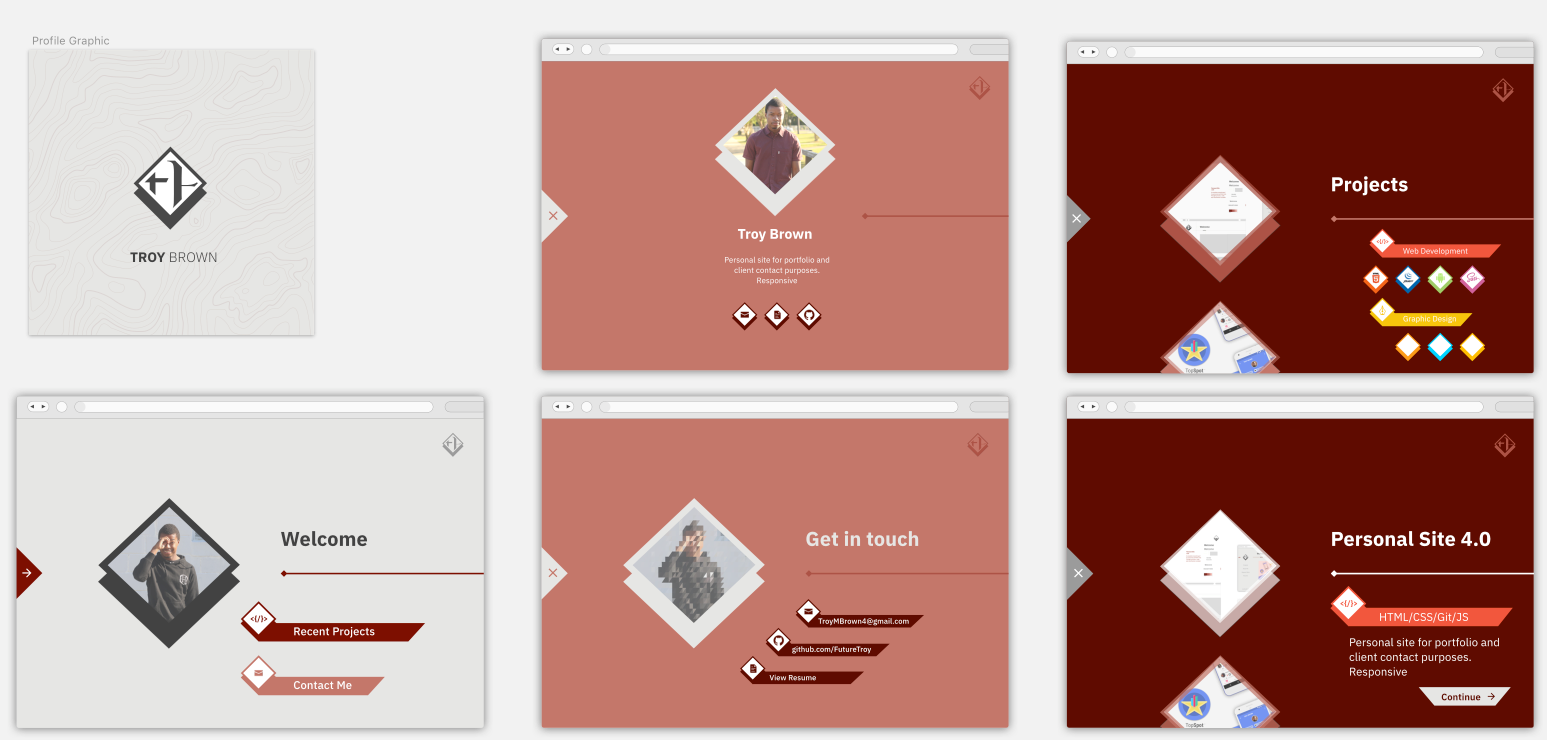 Profile Graphic
TROY BROWN
Troy Brown
Personal site for portfolio and
client contact purposes.
Responsive
Projects
</>
Web Development
Graphic Design
TopSpot
Welcome
<(/)>
Recent Projects
Contact Me
Get in touch
TroyMBrown4@gmail.com
github.com/FutureTroy
View Resume
Personal Site 4.0
<(/)>
HTML/CSS/Git/JS
Personal site for portfolio and
client contact purposes.
Responsive
Continue →
TopSpot